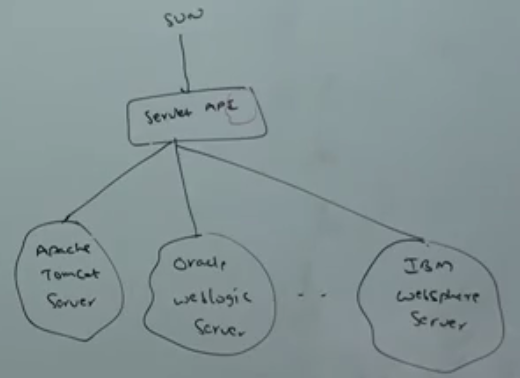 SUN
Servlet API
Apache
Tomcat
Server
Oracle
Weblogic
Server
IBM
WebSphere
Server